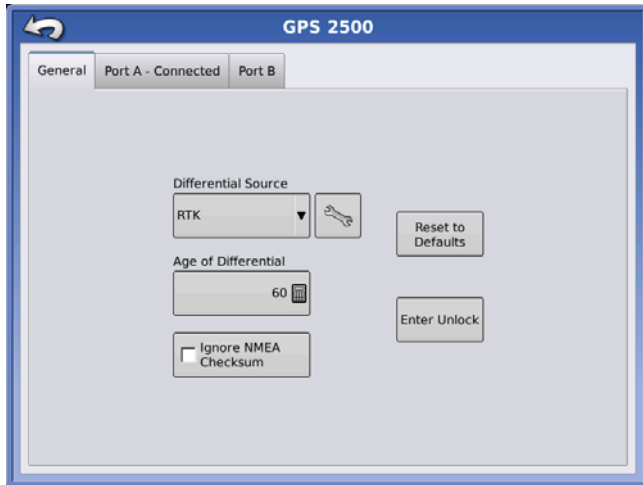 GPS 2500
General
Port A - Connected
Port B
Differential Source
RTK
Reset to
Defaults
Age of Differential
60
Enter Unlock
Ignore NMEA
Checksum